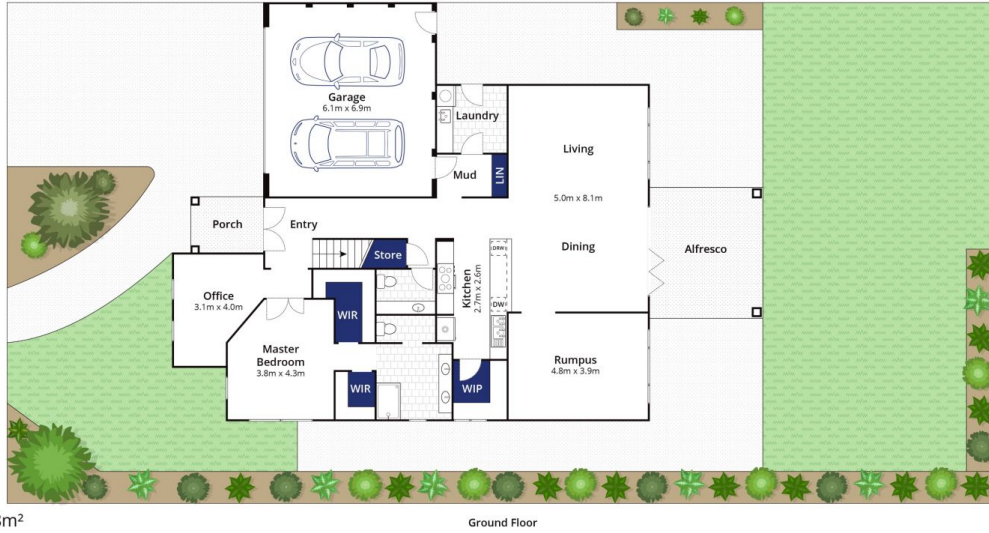 Garage
6.1m x 6.9m
Laundry
Mud
LIN
Living
5.0m x 8.1m
Dining
Alfresco
Porch
Entry
Store
Kitchen
2.7m x 2.6m
DRW
DW
Office
3.1m x 4.0m
WIR
Master
Bedroom
3.8m x 4.3m
WIR
WIP
Rumpus
4.8m x 3.9m
m²
Ground Floor